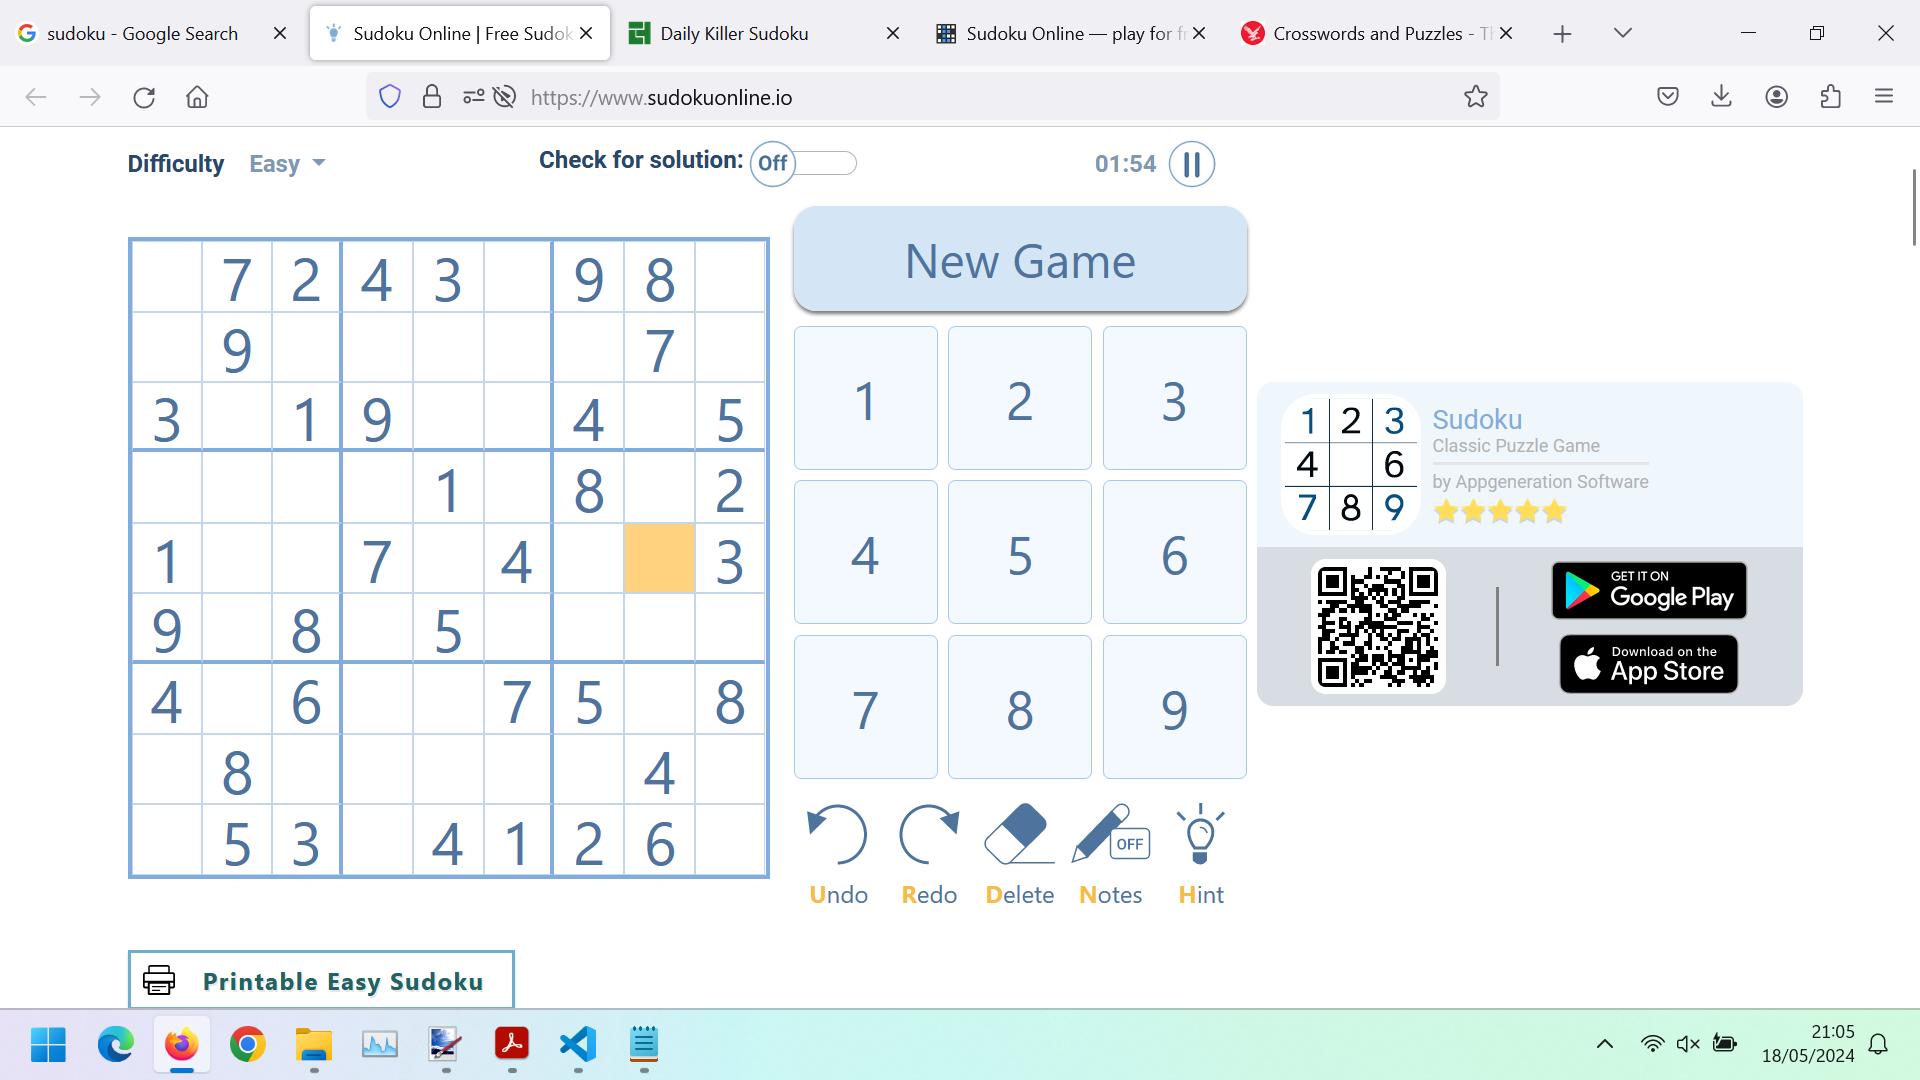 sudoku - Google Search
Sudoku Online | Free Sudok
Daily Killer Sudoku
Sudoku Online — play for fr
Crosswords and Puzzles - Th
https://www.sudokuonline.io
Difficulty Easy
Check for solution: Off
01:54
7 2 4 3 9 8
9 7
3 1 9 4 5
1 8 2
1 7 4 3
9 8 5
4 6 7 5 8
8 4
5 3 4 1 2 6
New Game
1 2 3
4 5 6
7 8 9
OFF
Undo Redo Delete Notes Hint
1 2 3
4 6
7 8 9
Sudoku
Classic Puzzle Game
by Appgeneration Software
GET IT ON
Google Play
Download on the
App Store
Printable Easy Sudoku
21:05
18/05/2024